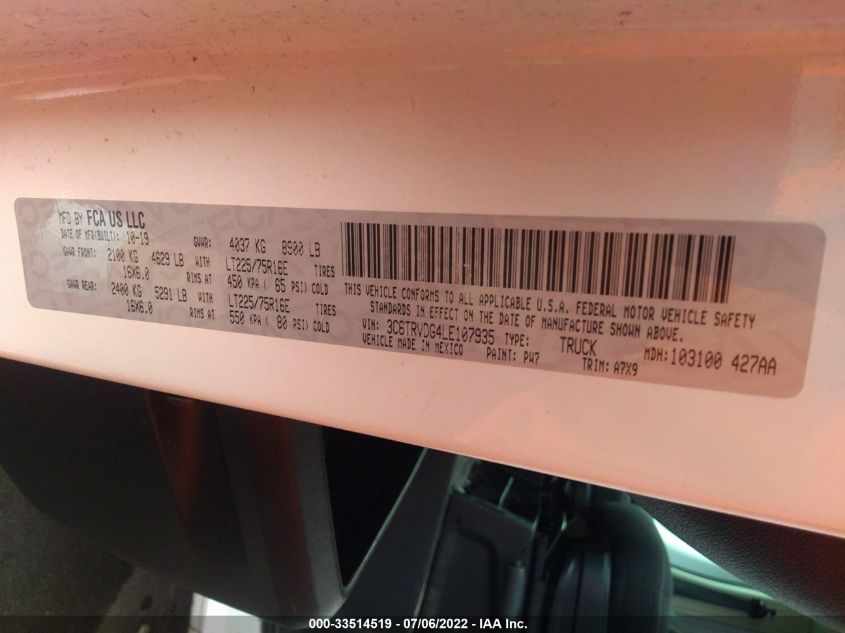 MFD BY FCA US LLC
DATE OF MFR(BUILT): 10-19 GVWR: 4037 KG 8900 LB
GAWR FRONT: 2100 KG 4629 LB WITH LT225/75R16E TIRES
16X6.0 RIMS AT 450 KPA ( 65 PSI) COLD
GAWR REAR: 2400 KG 5291 LB WITH LT225/75R16E TIRES
16X6.0 RIMS AT 550 KPA ( 80 PSI) COLD
THIS VEHICLE CONFORMS TO ALL APPLICABLE U.S.A. FEDERAL MOTOR VEHICLE SAFETY
STANDARDS IN EFFECT ON THE DATE OF MANUFACTURE SHOWN ABOVE.
VIN: 3C6TRVDG4LE107935 TYPE: TRUCK MDH: 103100 427AA
VEHICLE MADE IN MEXICO PAINT: PW7 TRIM: A7X9
000-33514519 - 07/06/2022 - IAA Inc.